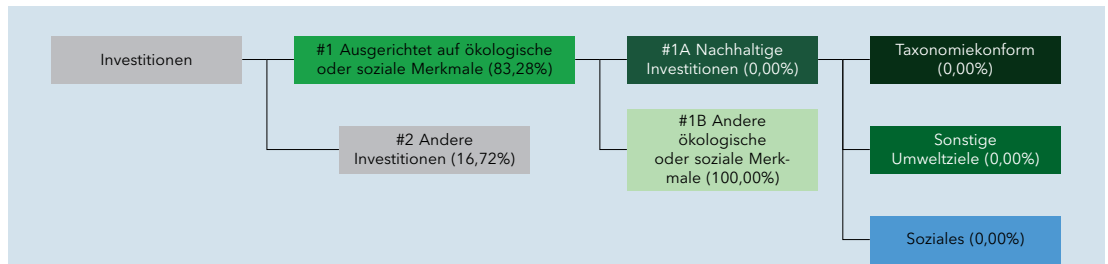 Investitionen
#1 Ausgerichtet auf ökologische
oder soziale Merkmale (83,28%)
#2 Andere
Investitionen (16,72%)
#1A Nachhaltige
Investitionen (0,00%)
#1B Andere
ökologische
oder soziale Merk-
male (100,00%)
Taxonomiekonform
(0,00%)
Sonstige
Umweltziele (0,00%)
Soziales (0,00%)